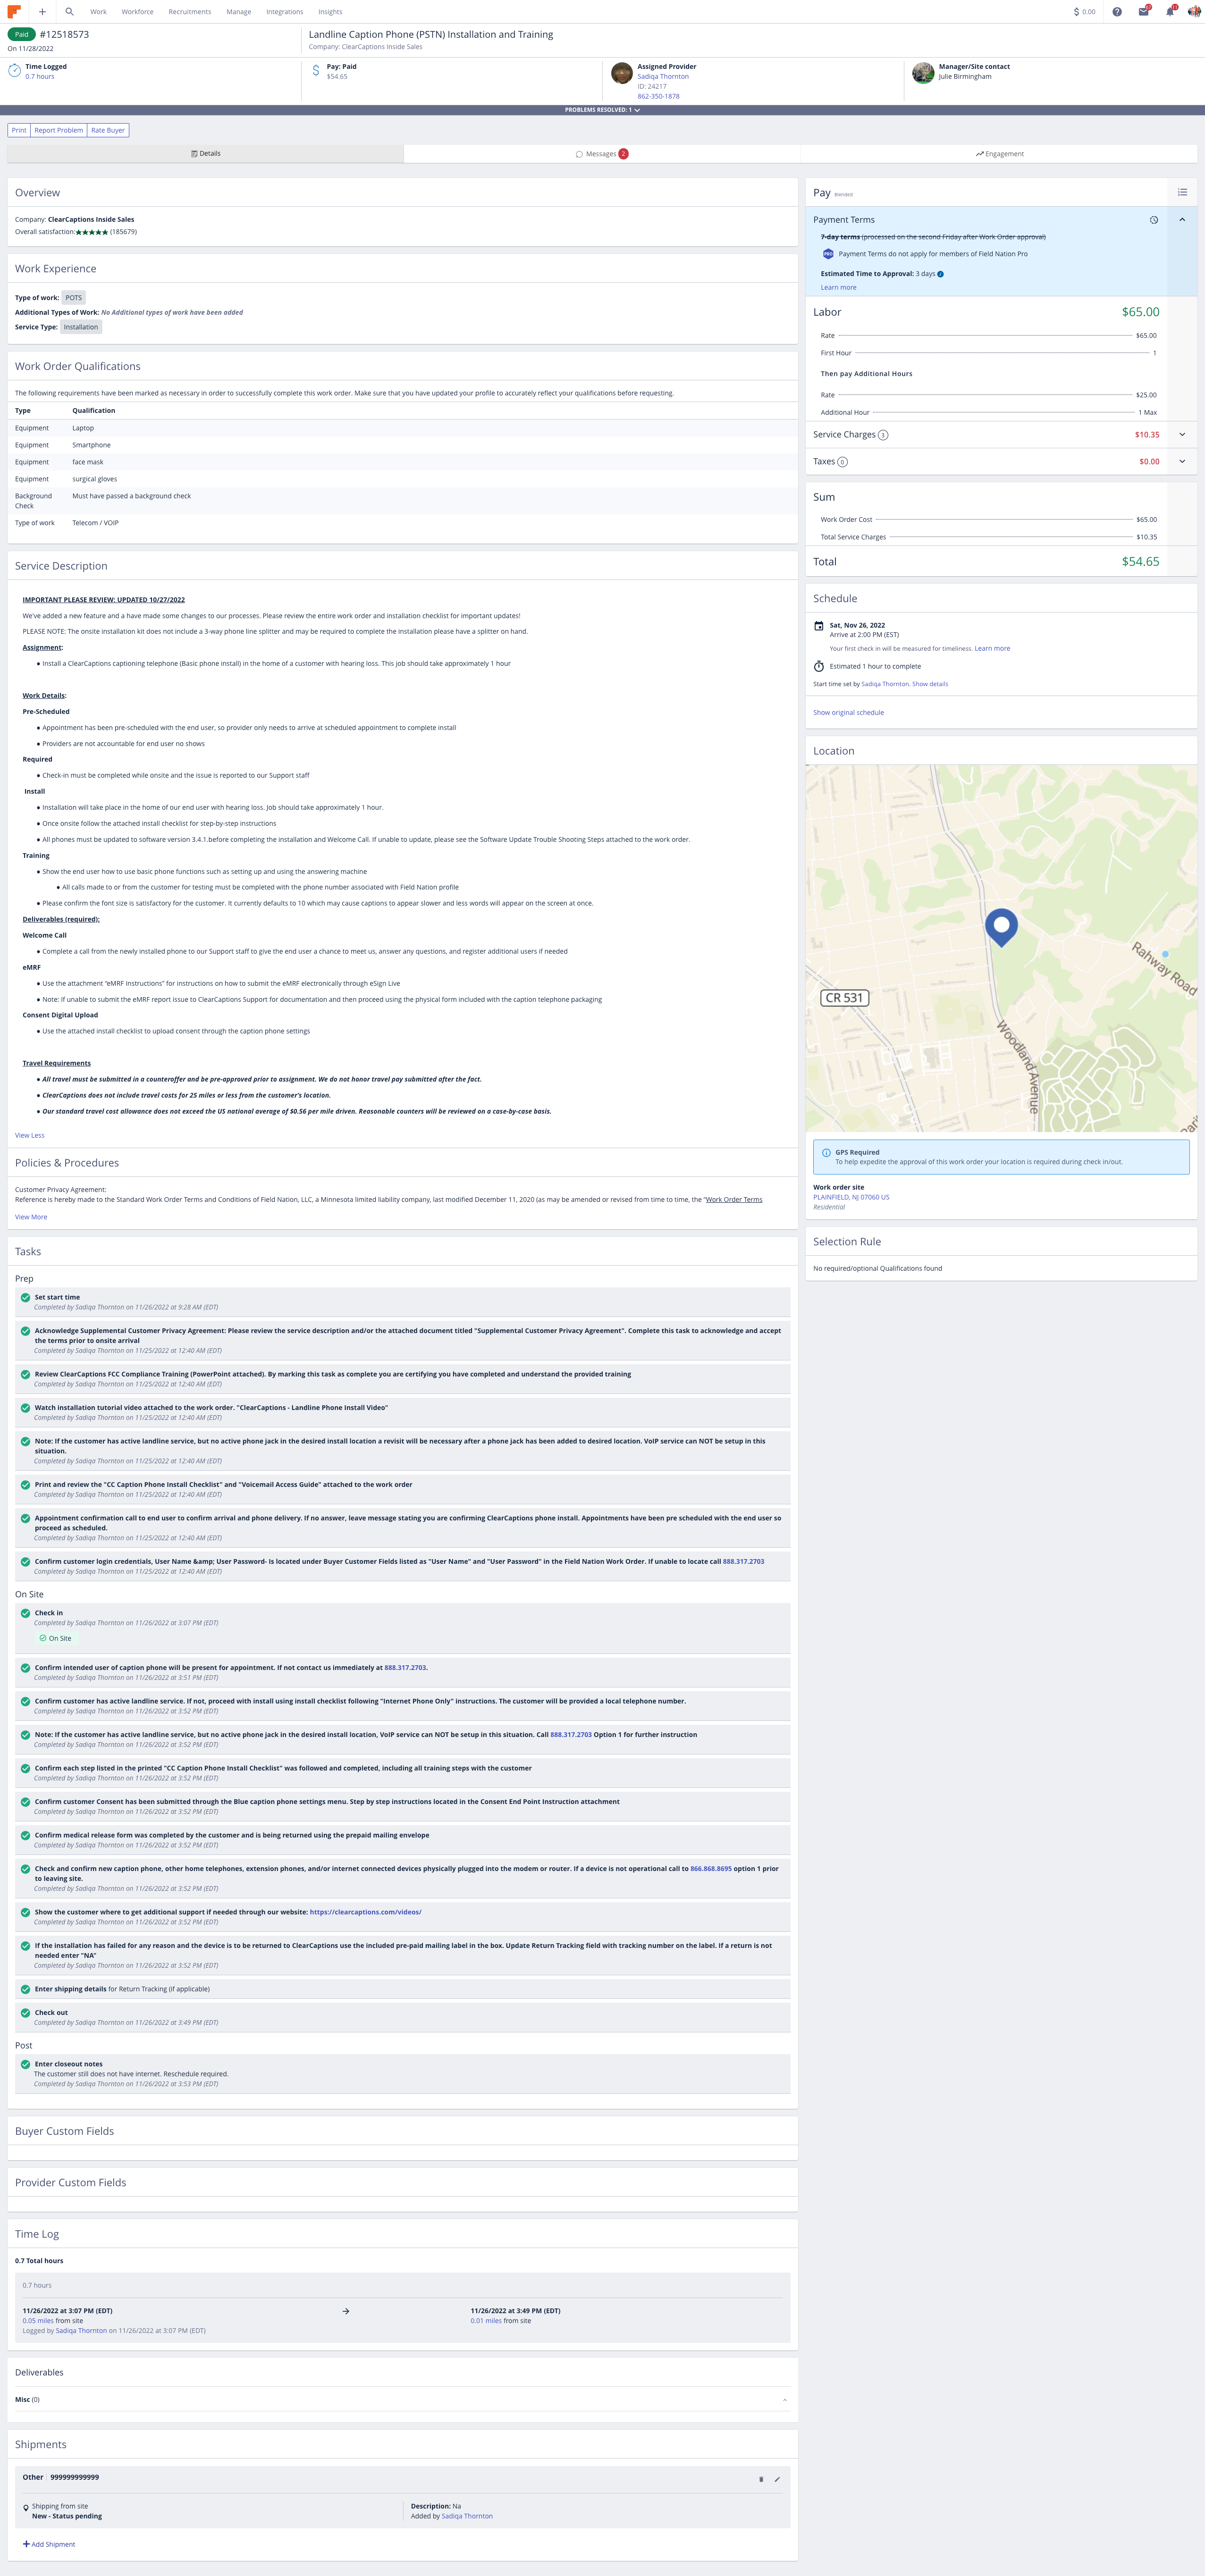 Work Workforce Recruitments Manage Integrations Insights
$ 0.00
Paid #12518573
On 11/28/2022
Landline Caption Phone (PSTN) Installation and Training
Company: ClearCaptions Inside Sales
Time Logged
0.7 hours
Pay: Paid
$54.65
Assigned Provider
Sadiqa Thornton
ID: 24217
862-350-1878
Manager/Site contact
Julie Birmingham
PROBLEMS RESOLVED: 1
Print Report Problem Rate Buyer
Details
Messages 2
Engagement
Overview
Company: ClearCaptions Inside Sales
Overall satisfaction:★★★★★ (185679)
Work Experience
Type of work: POTS
Additional Types of Work: No Additional types of work have been added
Service Type: Installation
Work Order Qualifications
The following requirements have been marked as necessary in order to successfully complete this work order. Make sure that you have updated your profile to accurately reflect your qualifications before requesting.
Type Qualification
Equipment Laptop
Equipment Smartphone
Equipment face mask
Equipment surgical gloves
Background Check Must have passed a background check
Type of work Telecom / VOIP
Service Description
IMPORTANT PLEASE REVIEW: UPDATED 10/27/2022
We've added a new feature and a have made some changes to our processes. Please review the entire work order and installation checklist for important updates!
PLEASE NOTE: The onsite installation kit does not include a 3-way phone line splitter and may be required to complete the installation please have a splitter on hand.
Assignment:
● Install a ClearCaptions captioning telephone (Basic phone install) in the home of a customer with hearing loss. This job should take approximately 1 hour
Work Details:
Pre-Scheduled
● Appointment has been pre-scheduled with the end user, so provider only needs to arrive at scheduled appointment to complete install
● Providers are not accountable for end user no shows
Required
● Check-in must be completed while onsite and the issue is reported to our Support staff
Install
● Installation will take place in the home of our end user with hearing loss. Job should take approximately 1 hour.
● Once onsite follow the attached install checklist for step-by-step instructions
● All phones must be updated to software version 3.4.1.before completing the installation and Welcome Call. If unable to update, please see the Software Update Trouble Shooting Steps attached to the work order.
Training
● Show the end user how to use basic phone functions such as setting up and using the answering machine
● All calls made to or from the customer for testing must be completed with the phone number associated with Field Nation profile
● Please confirm the font size is satisfactory for the customer. It currently defaults to 10 which may cause captions to appear slower and less words will appear on the screen at once.
Deliverables (required):
Welcome Call
● Complete a call from the newly installed phone to our Support staff to give the end user a chance to meet us, answer any questions, and register additional users if needed
eMRF
● Use the attachment "eMRF Instructions" for instructions on how to submit the eMRF electronically through eSign Live
● Note: If unable to submit the eMRF report issue to ClearCaptions Support for documentation and then proceed using the physical form included with the caption telephone packaging
Consent Digital Upload
● Use the attached install checklist to upload consent through the caption phone settings
Travel Requirements
● All travel must be submitted in a counteroffer and be pre-approved prior to assignment. We do not honor travel pay submitted after the fact.
● ClearCaptions does not include travel costs for 25 miles or less from the customer's location.
● Our standard travel cost allowance does not exceed the US national average of $0.56 per mile driven. Reasonable counters will be reviewed on a case-by-case basis.
View Less
Policies & Procedures
Customer Privacy Agreement:
Reference is hereby made to the Standard Work Order Terms and Conditions of Field Nation, LLC, a Minnesota limited liability company, last modified December 11, 2020 (as may be amended or revised from time to time, the "Work Order Terms
View More
Tasks
Prep
Set start time
Completed by Sadiqa Thornton on 11/26/2022 at 9:28 AM (EDT)
Acknowledge Supplemental Customer Privacy Agreement: Please review the service description and/or the attached document titled "Supplemental Customer Privacy Agreement". Complete this task to acknowledge and accept
the terms prior to onsite arrival
Completed by Sadiqa Thornton on 11/25/2022 at 12:40 AM (EDT)
Review ClearCaptions FCC Compliance Training (PowerPoint attached). By marking this task as complete you are certifying you have completed and understand the provided training
Completed by Sadiqa Thornton on 11/25/2022 at 12:40 AM (EDT)
Watch installation tutorial video attached to the work order. "ClearCaptions - Landline Phone Install Video"
Completed by Sadiqa Thornton on 11/25/2022 at 12:40 AM (EDT)
Note: If the customer has active landline service, but no active phone jack in the desired install location a revisit will be necessary after a phone jack has been added to desired location. VoIP service can NOT be setup in this
situation.
Completed by Sadiqa Thornton on 11/25/2022 at 12:40 AM (EDT)
Print and review the "CC Caption Phone Install Checklist" and "Voicemail Access Guide" attached to the work order
Completed by Sadiqa Thornton on 11/25/2022 at 12:40 AM (EDT)
Appointment confirmation call to end user to confirm arrival and phone delivery. If no answer, leave message stating you are confirming ClearCaptions phone install. Appointments have been pre scheduled with the end user so
proceed as scheduled.
Completed by Sadiqa Thornton on 11/25/2022 at 12:40 AM (EDT)
Confirm customer login credentials, User Name &amp; User Password- Is located under Buyer Customer Fields listed as "User Name" and "User Password" in the Field Nation Work Order. If unable to locate call 888.317.2703
Completed by Sadiqa Thornton on 11/25/2022 at 12:40 AM (EDT)
On Site
Check in
Completed by Sadiqa Thornton on 11/26/2022 at 3:07 PM (EDT)
On Site
Confirm intended user of caption phone will be present for appointment. If not contact us immediately at 888.317.2703.
Completed by Sadiqa Thornton on 11/26/2022 at 3:51 PM (EDT)
Confirm customer has active landline service. If not, proceed with install using install checklist following "Internet Phone Only" instructions. The customer will be provided a local telephone number.
Completed by Sadiqa Thornton on 11/26/2022 at 3:52 PM (EDT)
Note: If the customer has active landline service, but no active phone jack in the desired install location, VoIP service can NOT be setup in this situation. Call 888.317.2703 Option 1 for further instruction
Completed by Sadiqa Thornton on 11/26/2022 at 3:52 PM (EDT)
Confirm each step listed in the printed "CC Caption Phone Install Checklist" was followed and completed, including all training steps with the customer
Completed by Sadiqa Thornton on 11/26/2022 at 3:52 PM (EDT)
Confirm customer Consent has been submitted through the Blue caption phone settings menu. Step by step instructions located in the Consent End Point Instruction attachment
Completed by Sadiqa Thornton on 11/26/2022 at 3:52 PM (EDT)
Confirm medical release form was completed by the customer and is being returned using the prepaid mailing envelope
Completed by Sadiqa Thornton on 11/26/2022 at 3:52 PM (EDT)
Check and confirm new caption phone, other home telephones, extension phones, and/or internet connected devices physically plugged into the modem or router. If a device is not operational call to 866.868.8695 option 1 prior
to leaving site.
Completed by Sadiqa Thornton on 11/26/2022 at 3:52 PM (EDT)
Show the customer where to get additional support if needed through our website: https://clearcaptions.com/videos/
Completed by Sadiqa Thornton on 11/26/2022 at 3:52 PM (EDT)
If the installation has failed for any reason and the device is to be returned to ClearCaptions use the included pre-paid mailing label in the box. Update Return Tracking field with tracking number on the label. If a return is not
needed enter "NA"
Completed by Sadiqa Thornton on 11/26/2022 at 3:52 PM (EDT)
Enter shipping details for Return Tracking (if applicable)
Check out
Completed by Sadiqa Thornton on 11/26/2022 at 3:49 PM (EDT)
Post
Enter closeout notes
The customer still does not have internet. Reschedule required.
Completed by Sadiqa Thornton on 11/26/2022 at 3:53 PM (EDT)
Buyer Custom Fields
Provider Custom Fields
Time Log
0.7 Total hours
0.7 hours
11/26/2022 at 3:07 PM (EDT)
0.05 miles from site
Logged by Sadiqa Thornton on 11/26/2022 at 3:07 PM (EDT)
11/26/2022 at 3:49 PM (EDT)
0.01 miles from site
Deliverables
Misc (0)
Shipments
Other 999999999999
Shipping from site
New - Status pending
Description: Na
Added by Sadiqa Thornton
Add Shipment
Pay Blended
Payment Terms
7-day terms (processed on the second Friday after Work Order approval)
PRO Payment Terms do not apply for members of Field Nation Pro
Estimated Time to Approval: 3 days
Learn more
Labor $65.00
Rate $65.00
First Hour 1
Then pay Additional Hours
Rate $25.00
Additional Hour 1 Max
Service Charges 3 $10.35
Taxes 0 $0.00
Sum
Work Order Cost $65.00
Total Service Charges $10.35
Total $54.65
Schedule
Sat, Nov 26, 2022
Arrive at 2:00 PM (EST)
Your first check in will be measured for timeliness. Learn more
Estimated 1 hour to complete
Start time set by Sadiqa Thornton. Show details
Show original schedule
Location
Rahway Road
CR 531
Woodland Avenue
GPS Required
To help expedite the approval of this work order your location is required during check in/out.
Work order site
PLAINFIELD, NJ 07060 US
Residential
Selection Rule
No required/optional Qualifications found